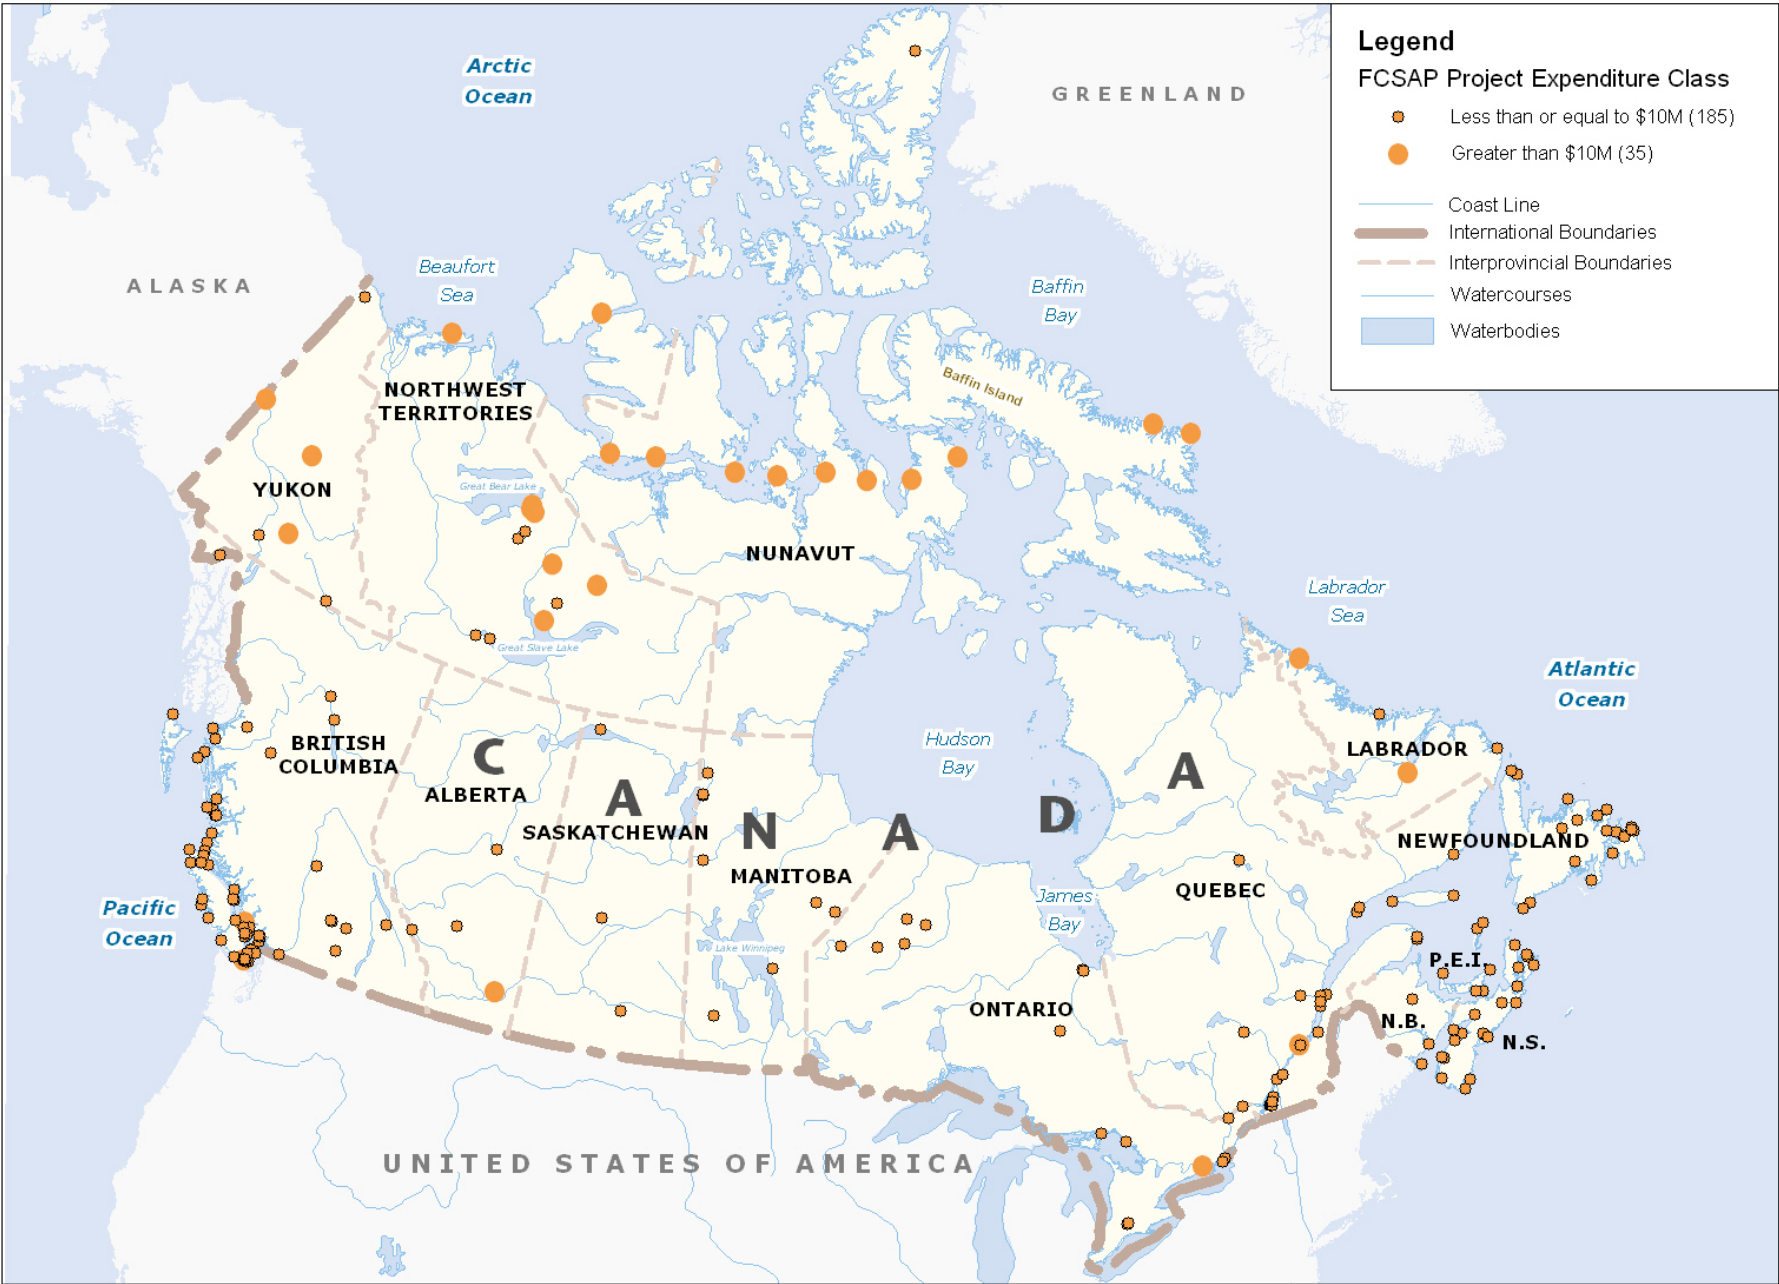 Legend
FCSAP Project Expenditure Class
Less than or equal to $10M (185)
Greater than $10M (35)
Coast Line
International Boundaries
Interprovincial Boundaries
Watercourses
Waterbodies
Arctic
Ocean
GREENLAND
ALASKA
Beaufort
Sea
Baffin
Bay
Baffin Island
NORTHWEST
TERRITORIES
YUKON
Great Bear Lake
NUNAVUT
Labrador
Sea
Great Slave Lake
Atlantic
Ocean
Hudson
Bay
BRITISH
COLUMBIA
ALBERTA
SASKATCHEWAN
MANITOBA
C A N A D A
LABRADOR
NEWFOUNDLAND
QUEBEC
James
Bay
Pacific
Ocean
Lake Winnipeg
P.E.I.
ONTARIO
N.B.
N.S.
UNITED STATES OF AMERICA